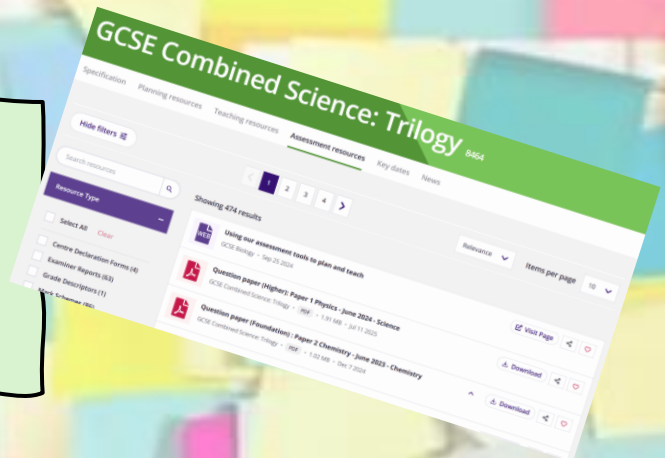 GCSE Combined Science: Trilogy 8464
Specification Planning resources Teaching resources Assessment resources Key dates News
Hide filters
1 2 3 4
Search resources
Showing 474 results
Relevance Items per page 10
Resource Type
Select All Clear
Centre Declaration Forms (4)
Examiner Reports (63)
Grade Descriptors (1)
WEB
Using our assessment tools to plan and teach
GCSE Biology • Sep 25 2024
Visit Page
Question paper (Higher): Paper 1 Physics - June 2024 - Science
GCSE Combined Science: Trilogy • PDF • 1.91 MB • Jul 11 2025
Download
Question paper (Foundation) : Paper 2 Chemistry - June 2023 - Chemistry
GCSE Combined Science: Trilogy • PDF • 1.02 MB • Dec 7 2024
Download